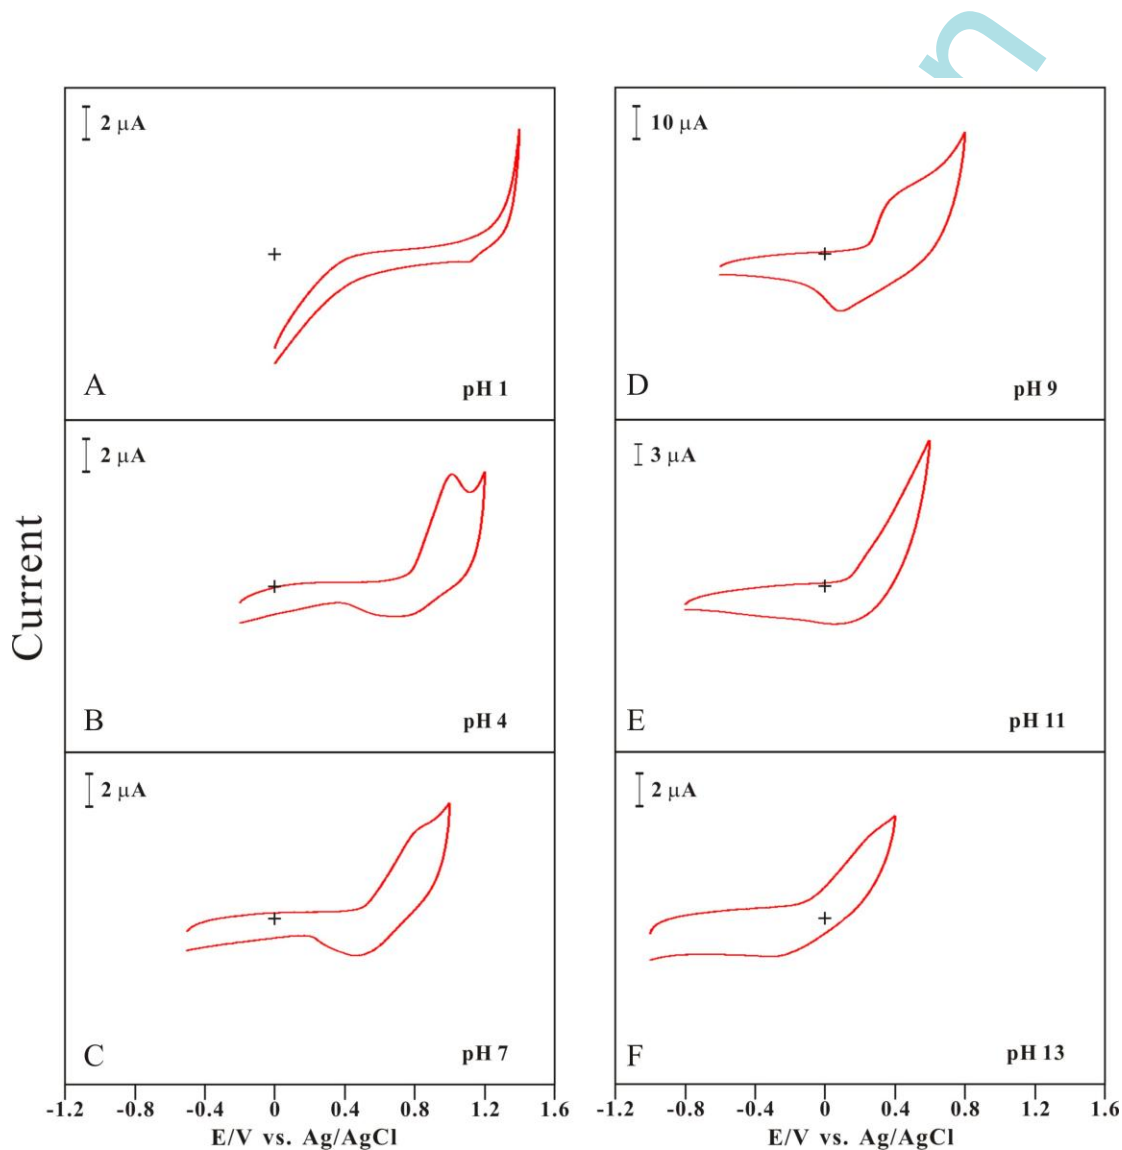 2 μA
A
pH 1
10 μA
D
pH 9
2 μA
B
pH 4
3 μA
E
pH 11
2 μA
C
pH 7
2 μA
F
pH 13
Current
-1.2 -0.8 -0.4 0 0.4 0.8 1.2 1.6
E/V vs. Ag/AgCl
-1.2 -0.8 -0.4 0 0.4 0.8 1.2 1.6
E/V vs. Ag/AgCl